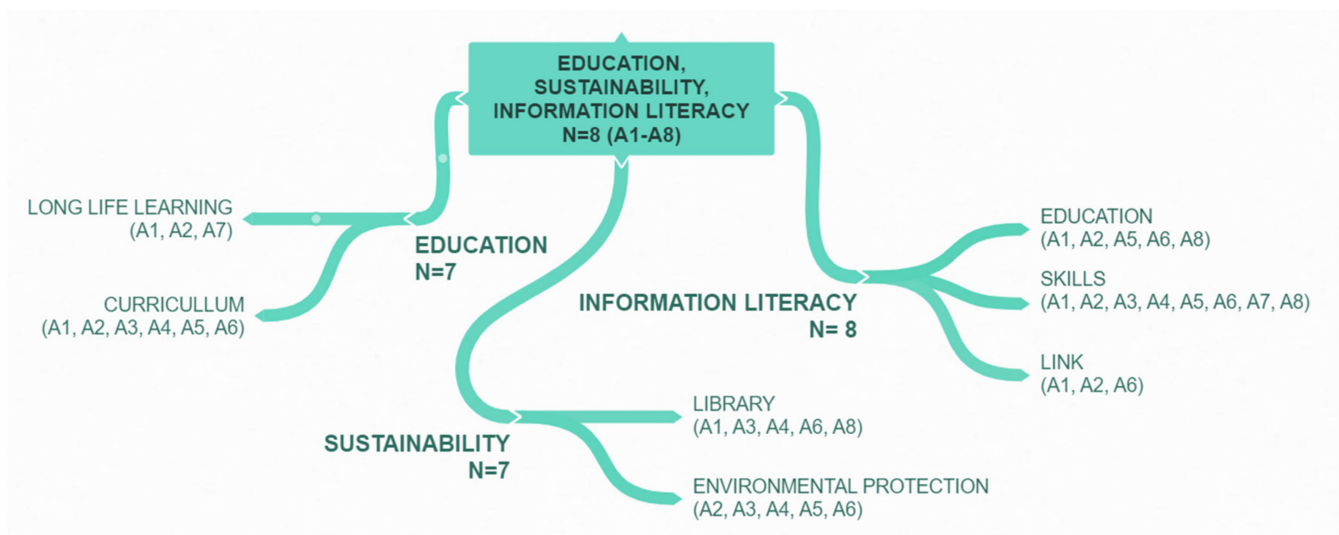 EDUCATION,
SUSTAINABILITY,
INFORMATION LITERACY
N=8 (A1-A8)
LONG LIFE LEARNING
(A1, A2, A7)
EDUCATION
N=7
CURRICULLUM
(A1, A2, A3, A4, A5, A6)
INFORMATION LITERACY
N= 8
EDUCATION
(A1, A2, A5, A6, A8)
SKILLS
(A1, A2, A3, A4, A5, A6, A7, A8)
LINK
(A1, A2, A6)
SUSTAINABILITY
N=7
LIBRARY
(A1, A3, A4, A6, A8)
ENVIRONMENTAL PROTECTION
(A2, A3, A4, A5, A6)